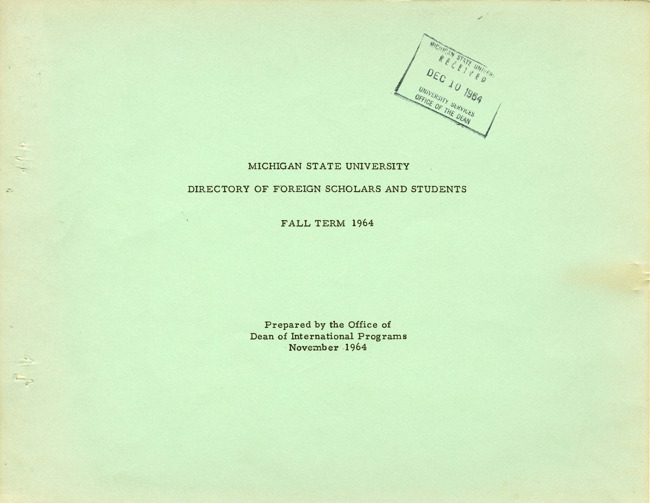 MICHIGAN STATE UNIVERSITY
RECEIVED
DEC 10 1964
UNIVERSITY SERVICES
OFFICE OF THE DEAN
MICHIGAN STATE UNIVERSITY
DIRECTORY OF FOREIGN SCHOLARS AND STUDENTS
FALL TERM 1964
Prepared by the Office of
Dean of International Programs
November 1964